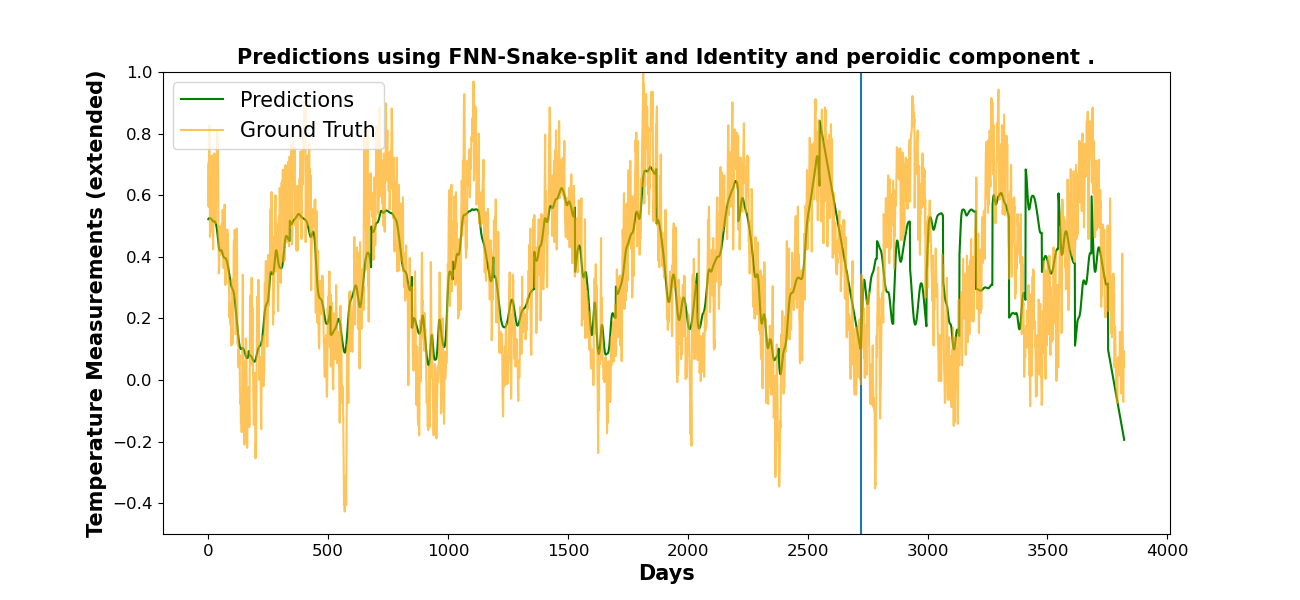 Predictions using FNN-Snake-split and Identity and peroidic component .
Temperature Measurements (extended)
1.0
0.8
0.6
0.4
0.2
0.0
−0.2
−0.4
Predictions
Ground Truth
0 500 1000 1500 2000 2500 3000 3500 4000
Days